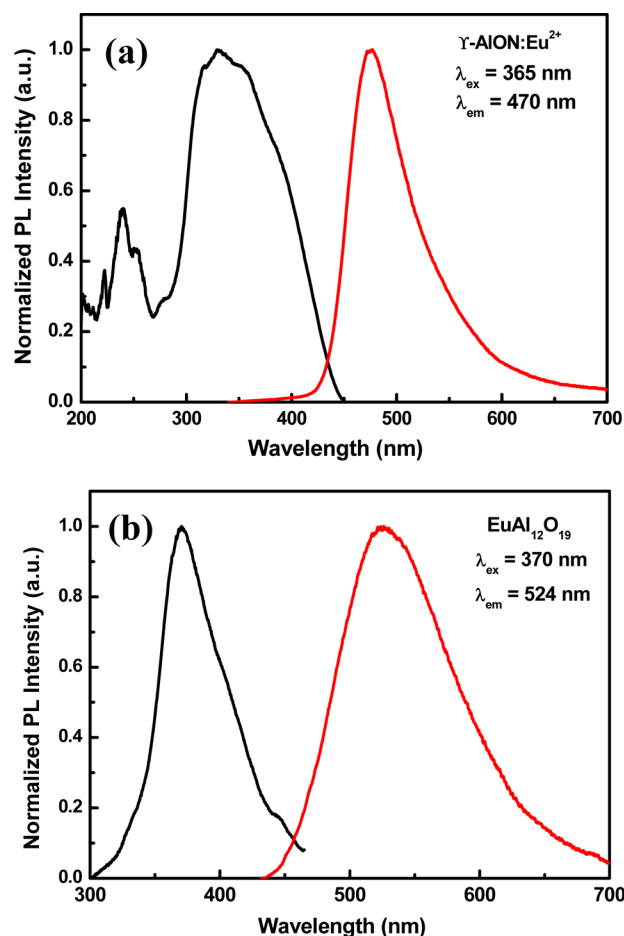 (a)
ϒ-AlON:Eu²⁺
λex = 365 nm
λem = 470 nm
Normalized PL Intensity (a.u.)
1.0
0.8
0.6
0.4
0.2
0.0
200 300 400 500 600 700
Wavelength (nm)
(b)
EuAl₁₂O₁₉
λex = 370 nm
λem = 524 nm
Normalized PL Intensity (a.u.)
1.0
0.8
0.6
0.4
0.2
0.0
300 400 500 600 700
Wavelength (nm)